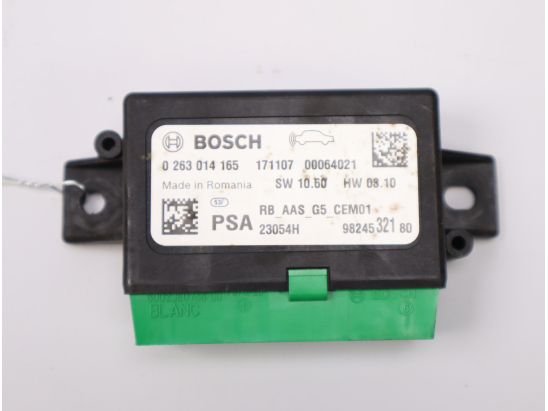 BOSCH
0 263 014 165 171107 00064021
Made in Romania SW 10.60 HW 08.10
RB_AAS_G5_CEM01
PSA 23054H 98245 321 80
BLANC